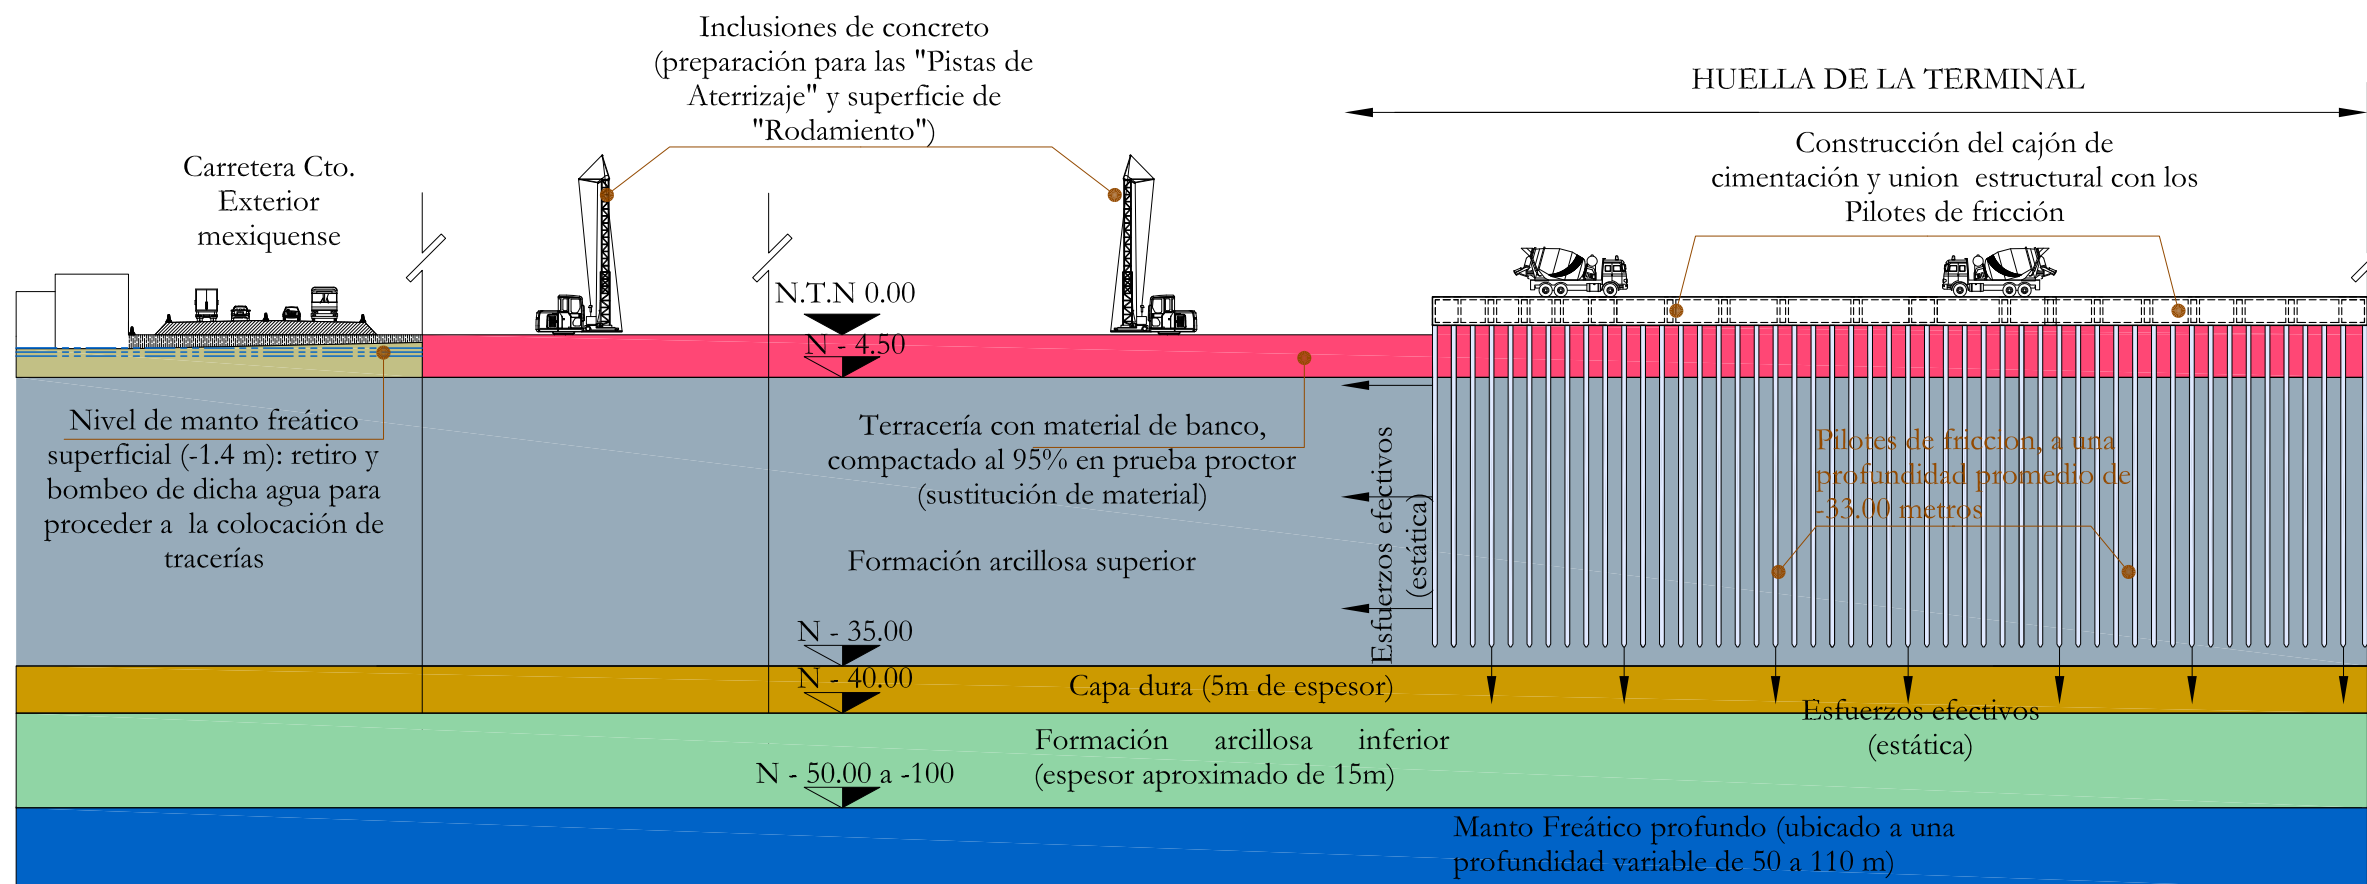 Inclusiones de concreto
(preparación para las "Pistas de
Aterrizaje" y superficie de
"Rodamiento")
HUELLA DE LA TERMINAL
Construcción del cajón de
cimentación y union estructural con los
Pilotes de fricción
Carretera Cto.
Exterior
mexiquense
N.T.N 0.00
N - 4.50
Nivel de manto freático
superficial (-1.4 m): retiro y
bombeo de dicha agua para
proceder a la colocación de
tracerías
Terracería con material de banco,
compactado al 95% en prueba proctor
(sustitución de material)
Formación arcillosa superior
Esfuerzos efectivos
(estática)
Pilotes de friccion, a una
profundidad promedio de
-33.00 metros
N - 35.00
N - 40.00
Capa dura (5m de espesor)
Esfuerzos efectivos
(estática)
Formación arcillosa inferior
(espesor aproximado de 15m)
N - 50.00 a -100
Manto Freático profundo (ubicado a una
profundidad variable de 50 a 110 m)